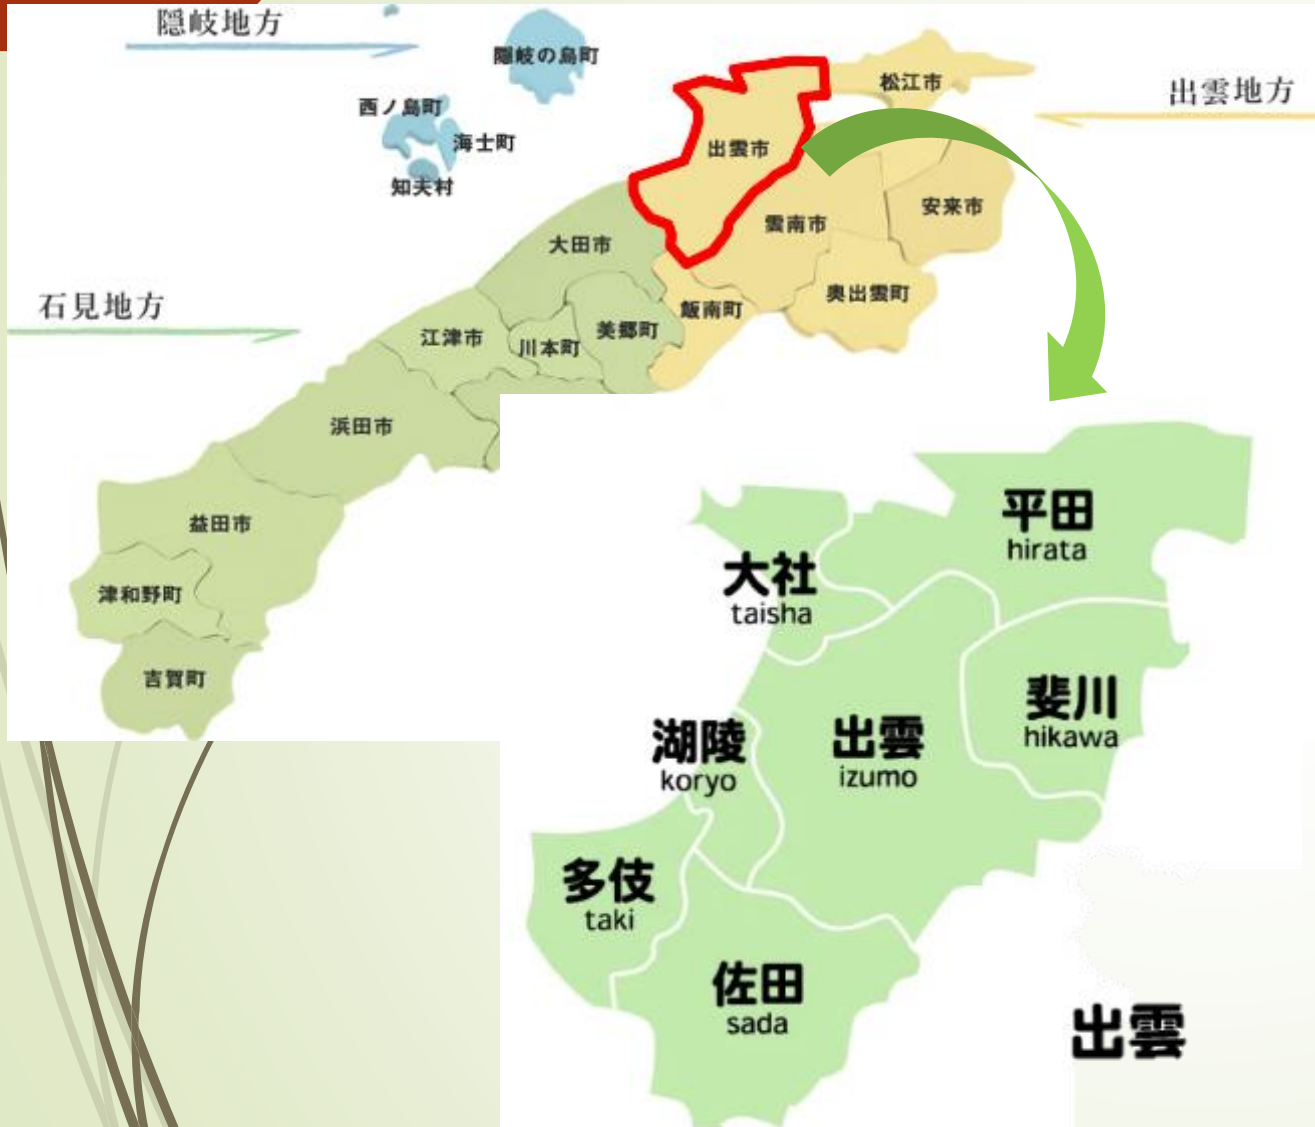 隠岐地方
隠岐の島町
西ノ島町
海士町
知夫村
松江市
出雲地方
出雲市
安来市
雲南市
大田市
奥出雲町
飯南町
石見地方
江津市
川本町
美郷町
浜田市
益田市
津和野町
吉賀町
平田
hirata
大社
taisha
斐川
hikawa
湖陵
koryo
出雲
izumo
多伎
taki
佐田
sada
出雲